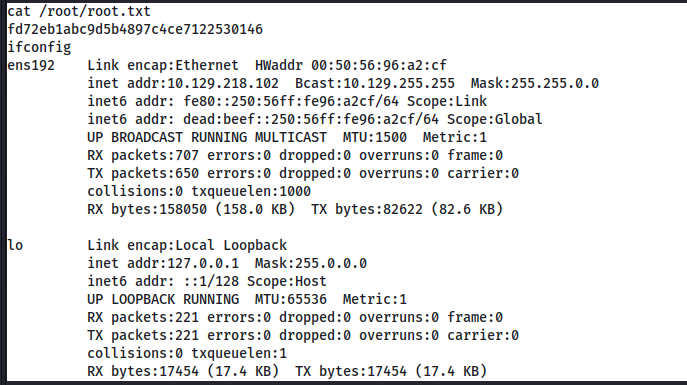 cat /root/root.txt
fd72eb1abc9d5b4897c4ce7122530146
ifconfig
ens192    Link encap:Ethernet  HWaddr 00:50:56:96:a2:cf
          inet addr:10.129.218.102  Bcast:10.129.255.255  Mask:255.255.0.0
          inet6 addr: fe80::250:56ff:fe96:a2cf/64 Scope:Link
          inet6 addr: dead:beef::250:56ff:fe96:a2cf/64 Scope:Global
          UP BROADCAST RUNNING MULTICAST  MTU:1500  Metric:1
          RX packets:707 errors:0 dropped:0 overruns:0 frame:0
          TX packets:650 errors:0 dropped:0 overruns:0 carrier:0
          collisions:0 txqueuelen:1000
          RX bytes:158050 (158.0 KB)  TX bytes:82622 (82.6 KB)

lo        Link encap:Local Loopback
          inet addr:127.0.0.1  Mask:255.0.0.0
          inet6 addr: ::1/128 Scope:Host
          UP LOOPBACK RUNNING  MTU:65536  Metric:1
          RX packets:221 errors:0 dropped:0 overruns:0 frame:0
          TX packets:221 errors:0 dropped:0 overruns:0 carrier:0
          collisions:0 txqueuelen:1
          RX bytes:17454 (17.4 KB)  TX bytes:17454 (17.4 KB)